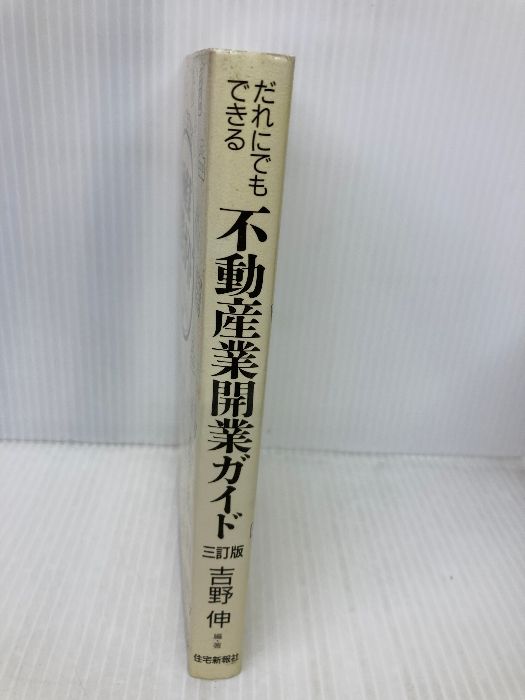 だれにでも
できる
不動産業開業ガイド
三訂版
吉野 伸
編・著
住宅新報社